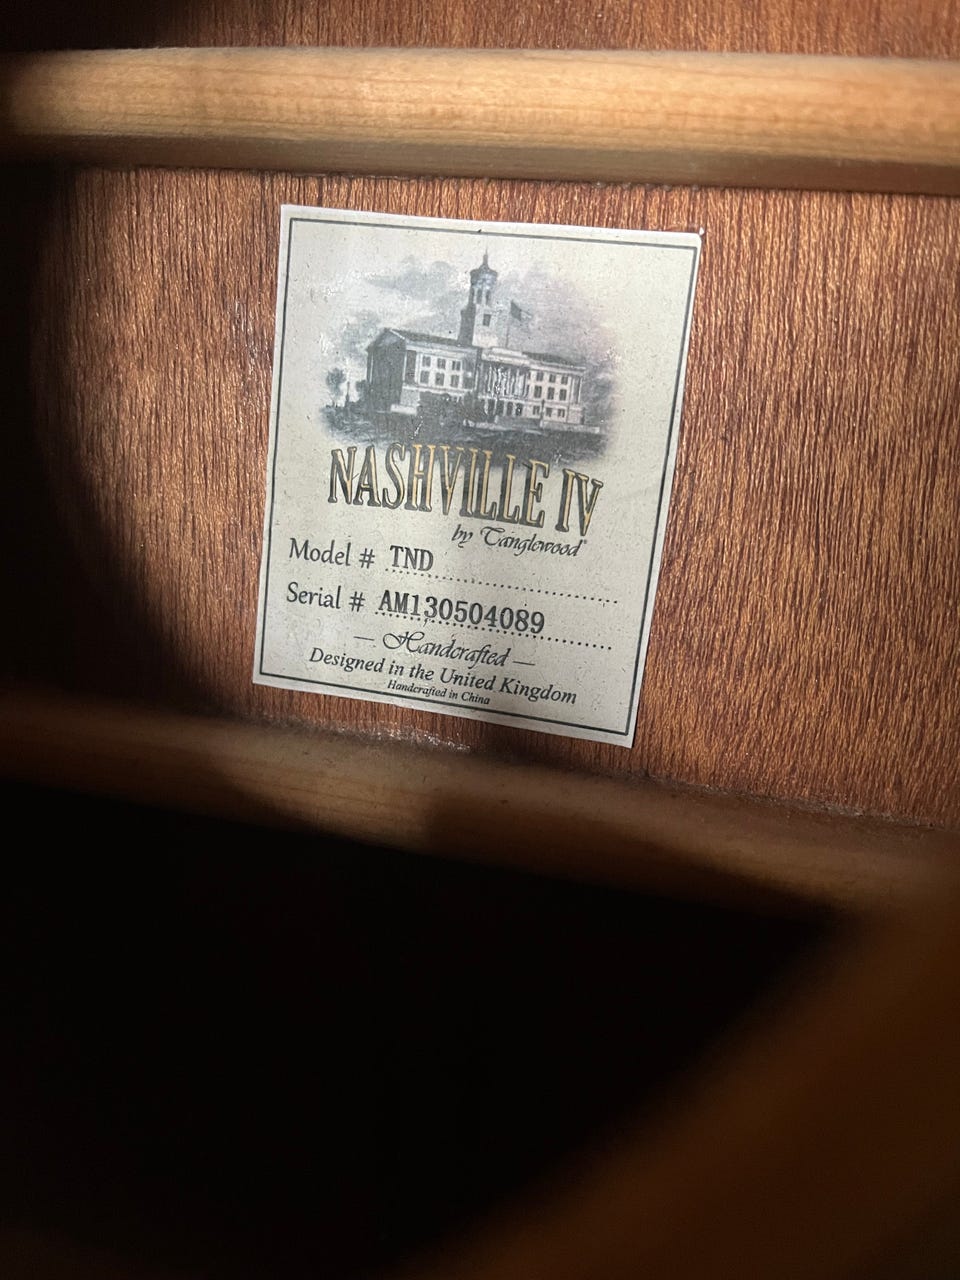 NASHVILLE IV
by Tanglewood®
Model # TND
Serial # AM130504089
— Handcrafted —
Designed in the United Kingdom
Handcrafted in China